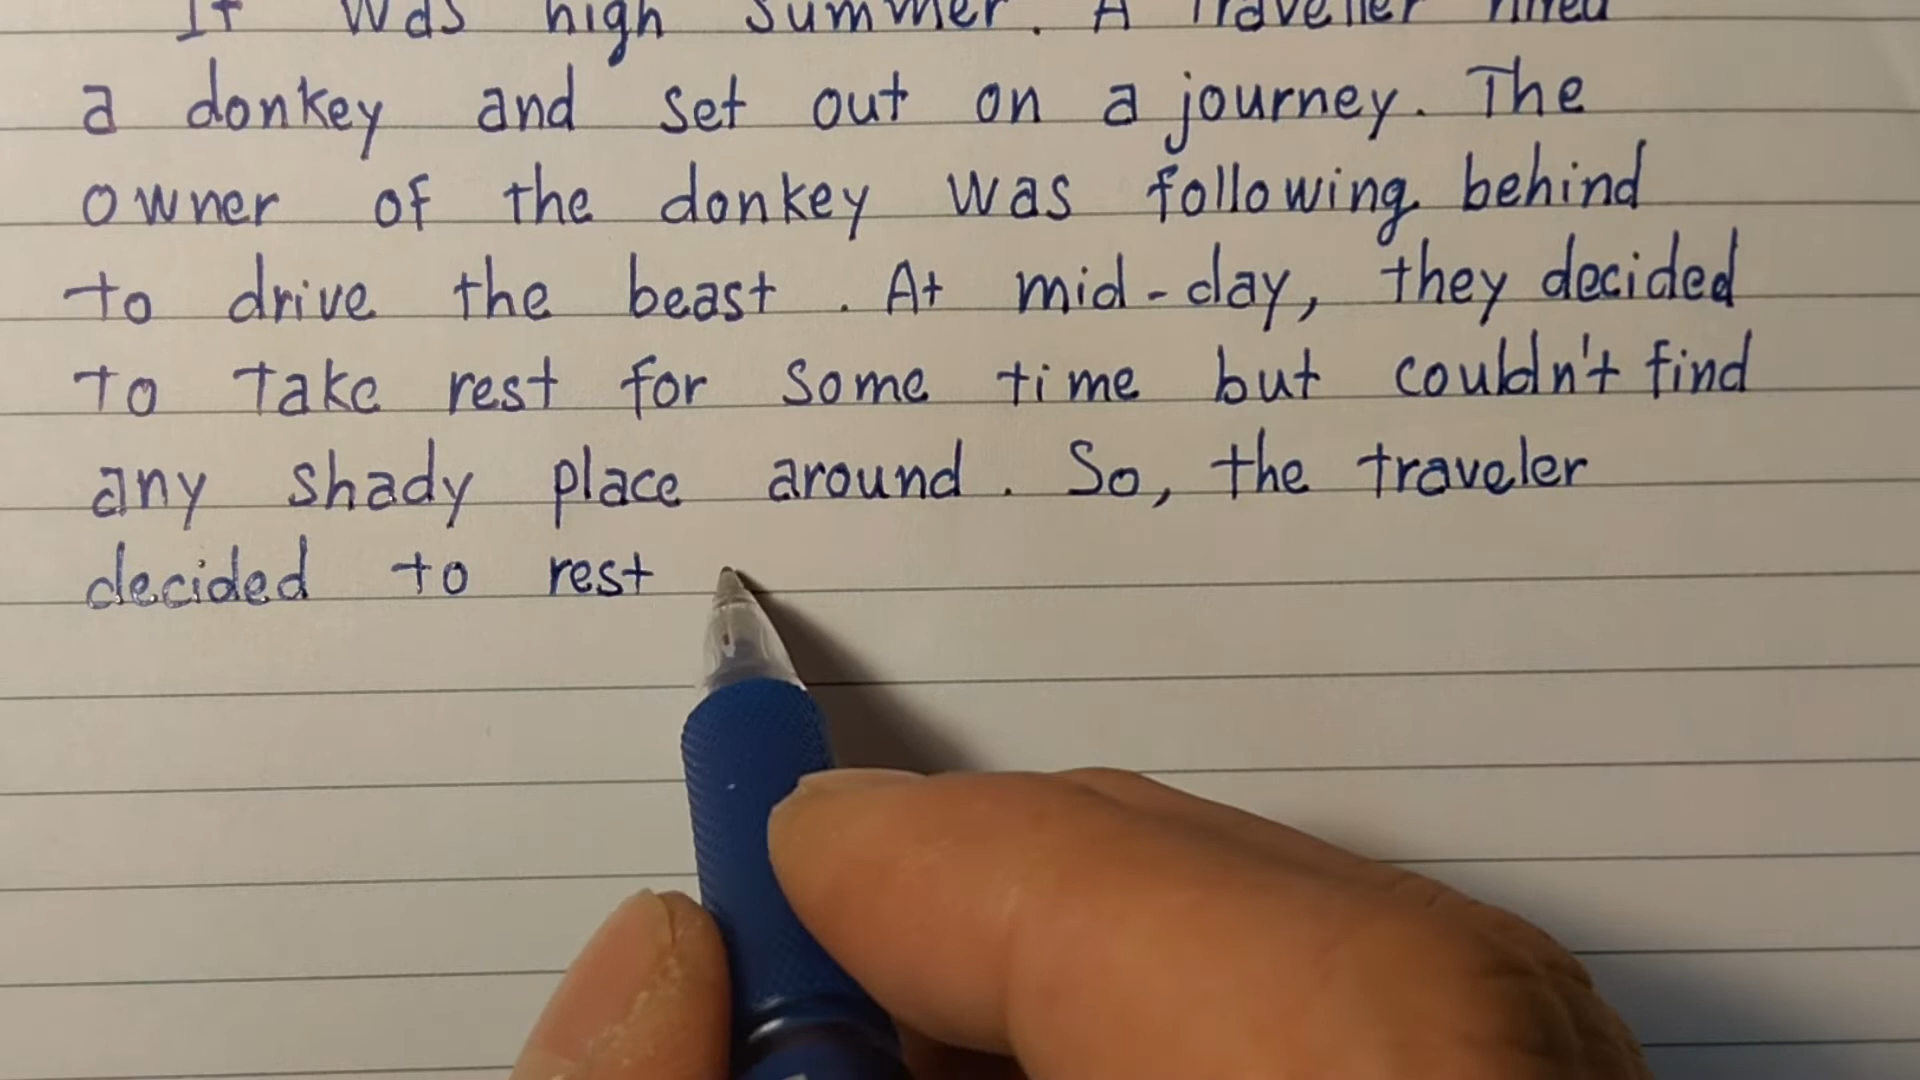 It was high summer. A Traveller hired
a donkey and set out on a journey. The
owner of the donkey was following behind
to drive the beast. At mid-day, they decided
to take rest for some time but couldn't find
any shady place around. So, the traveler
decided to rest